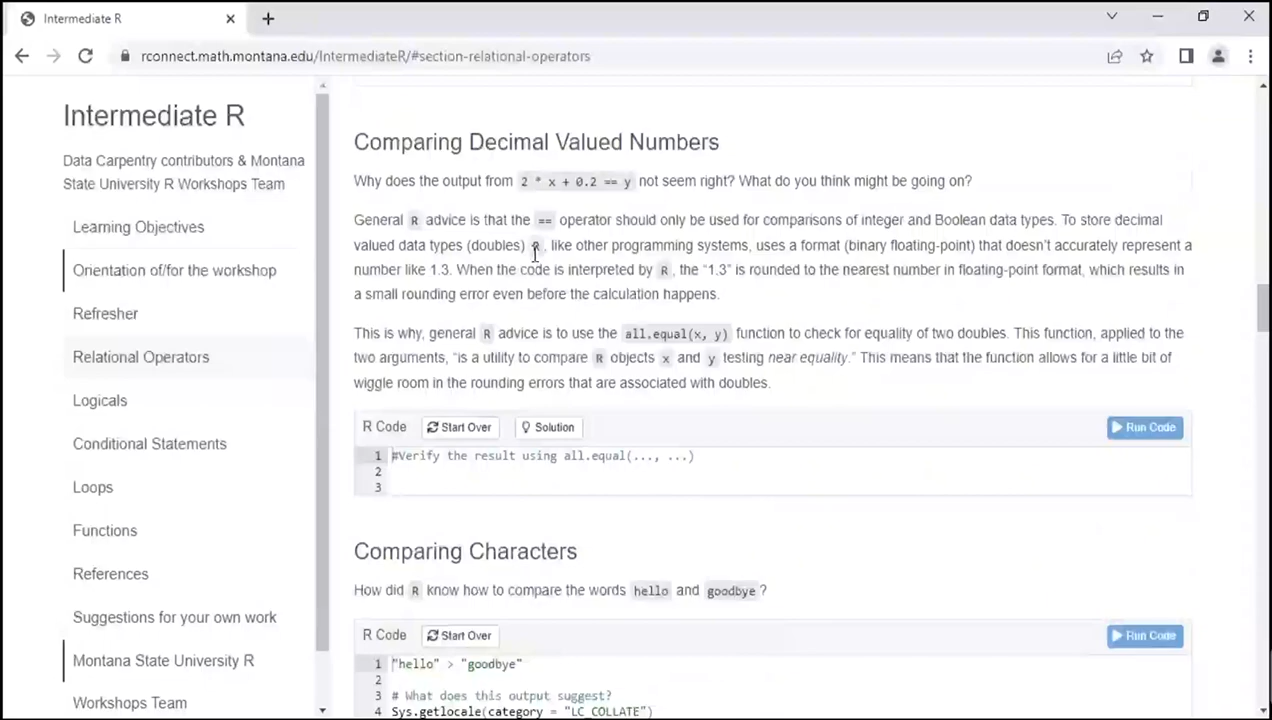 Intermediate R
rconnect.math.montana.edu/IntermediateR/#section-relational-operators
Intermediate R
Data Carpentry contributors & Montana
State University R Workshops Team
Learning Objectives
Orientation of/for the workshop
Refresher
Relational Operators
Logicals
Conditional Statements
Loops
Functions
References
Suggestions for your own work
Montana State University R
Workshops Team
Comparing Decimal Valued Numbers
Why does the output from 2 * x + 0.2 == y not seem right? What do you think might be going on?
General R advice is that the == operator should only be used for comparisons of integer and Boolean data types. To store decimal
valued data types (doubles) R, like other programming systems, uses a format (binary floating-point) that doesn't accurately represent a
number like 1.3. When the code is interpreted by R, the “1.3” is rounded to the nearest number in floating-point format, which results in
a small rounding error even before the calculation happens.
This is why, general R advice is to use the all.equal(x, y) function to check for equality of two doubles. This function, applied to the
two arguments, “is a utility to compare R objects x and y testing near equality.” This means that the function allows for a little bit of
wiggle room in the rounding errors that are associated with doubles.
R Code Start Over Solution Run Code
1 #Verify the result using all.equal(..., ...)
2
3
Comparing Characters
How did R know how to compare the words hello and goodbye?
R Code Start Over Run Code
1 "hello" > "goodbye"
2
3 # What does this output suggest?
4 Sys.getlocale(category = "LC_COLLATE")